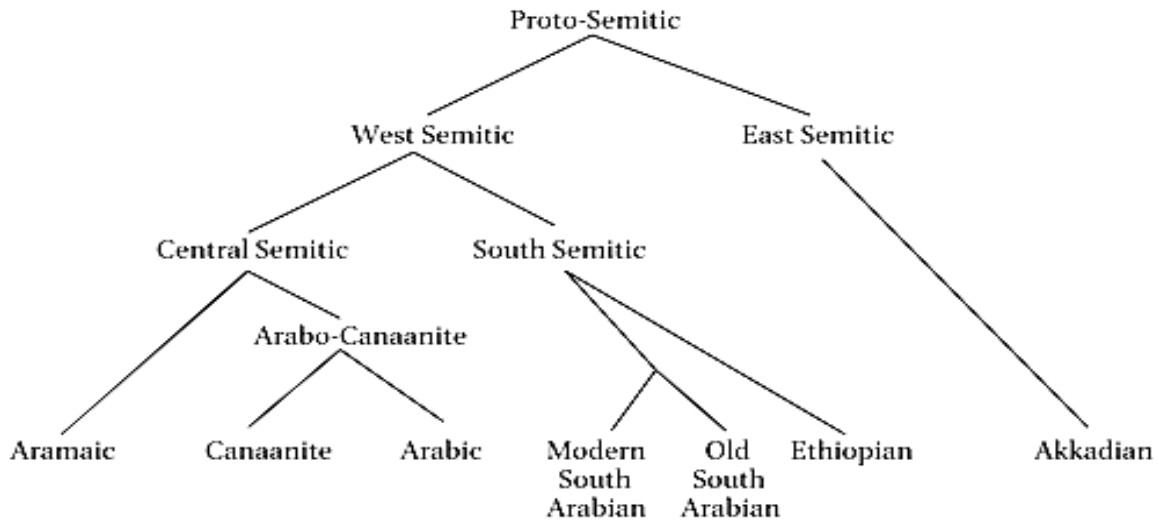 Proto-Semitic
West Semitic
East Semitic
Central Semitic
South Semitic
Arabo-Canaanite
Aramaic
Canaanite
Arabic
Modern
South
Arabian
Old
South
Arabian
Ethiopian
Akkadian